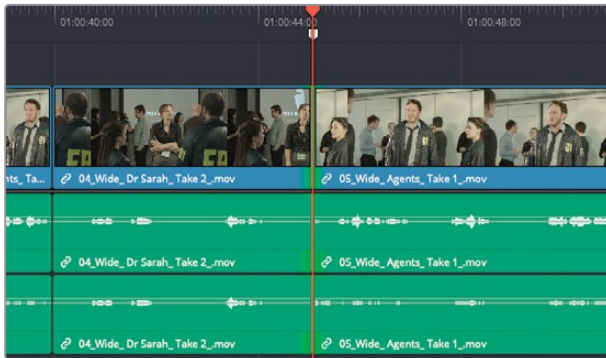 01:00:40:00
01:00:44:00
01:00:48:00
nts_Ta...
04_Wide_ Dr Sarah_ Take 2_.mov
05_Wide_ Agents_ Take 1_.mov
04_Wide_ Dr Sarah_ Take 2_.mov
05_Wide_ Agents_ Take 1_.mov
04_Wide_ Dr Sarah_ Take 2_.mov
05_Wide_ Agents_ Take 1_.mov